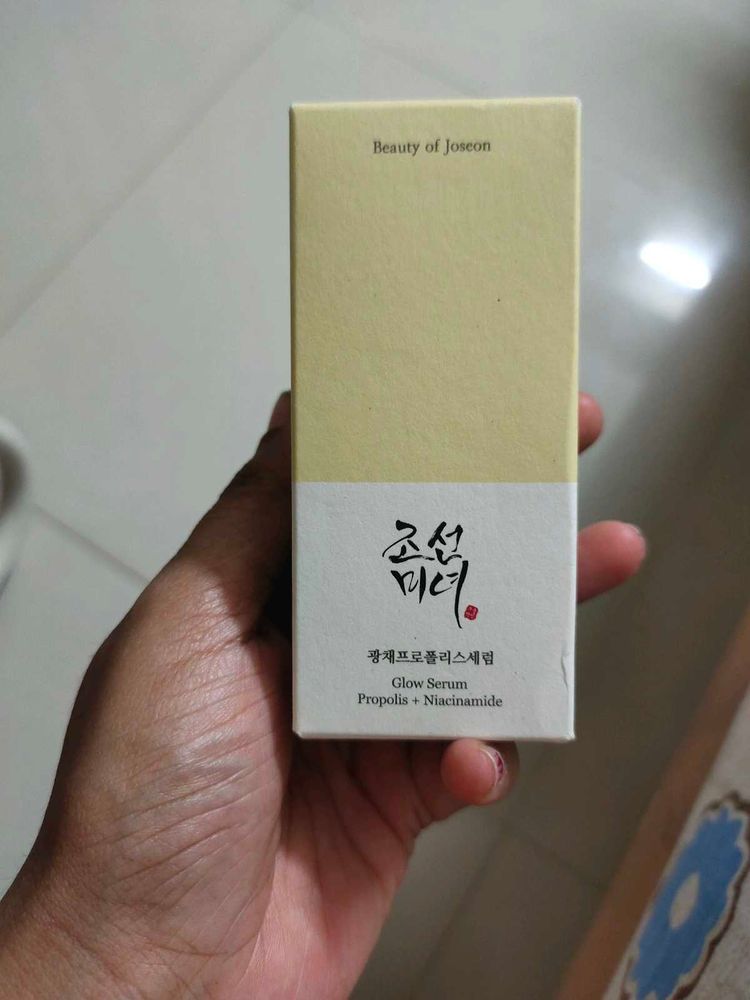 Beauty of Joseon
조선
미녀
광채프로폴리스세럼
Glow Serum
Propolis + Niacinamide